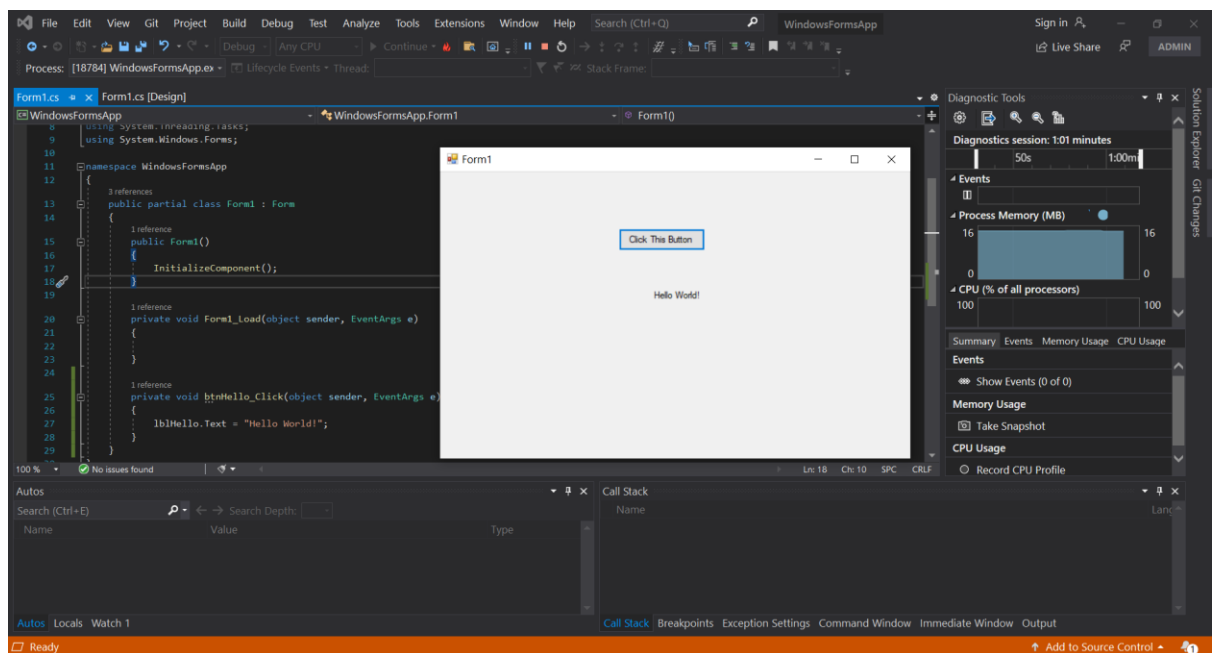 File Edit View Git Project Build Debug Test Analyze Tools Extensions Window Help Search (Ctrl+Q) WindowsFormsApp Sign in
Debug Any CPU Continue Live Share ADMIN
Process: [18784] WindowsFormsApp.ex Lifecycle Events Thread: Stack Frame:
Form1.cs Form1.cs [Design]
WindowsFormsApp WindowsFormsApp.Form1 Form1()
8 using System.Threading.Tasks;
9 using System.Windows.Forms;
10
11 namespace WindowsFormsApp
12 {
3 references
13 public partial class Form1 : Form
14 {
1 reference
15 public Form1()
16 {
17 InitializeComponent();
18 }
19
1 reference
20 private void Form1_Load(object sender, EventArgs e)
21 {
22
23 }
24
1 reference
25 private void btnHello_Click(object sender, EventArgs e)
26 {
27 lblHello.Text = "Hello World!";
28 }
29 }
100 % No issues found Ln: 18 Ch: 10 SPC CRLF
Form1
Click This Button
Hello World!
Diagnostic Tools
Diagnostics session: 1:01 minutes
50s 1:00m
Events
Process Memory (MB)
16 16
0 0
CPU (% of all processors)
100 100
Summary Events Memory Usage CPU Usage
Events
Show Events (0 of 0)
Memory Usage
Take Snapshot
CPU Usage
Record CPU Profile
Solution Explorer
Git Changes
Autos
Search (Ctrl+E) Search Depth:
Name Value Type
Autos Locals Watch 1
Call Stack
Name Lang
Call Stack Breakpoints Exception Settings Command Window Immediate Window Output
Ready Add to Source Control 1